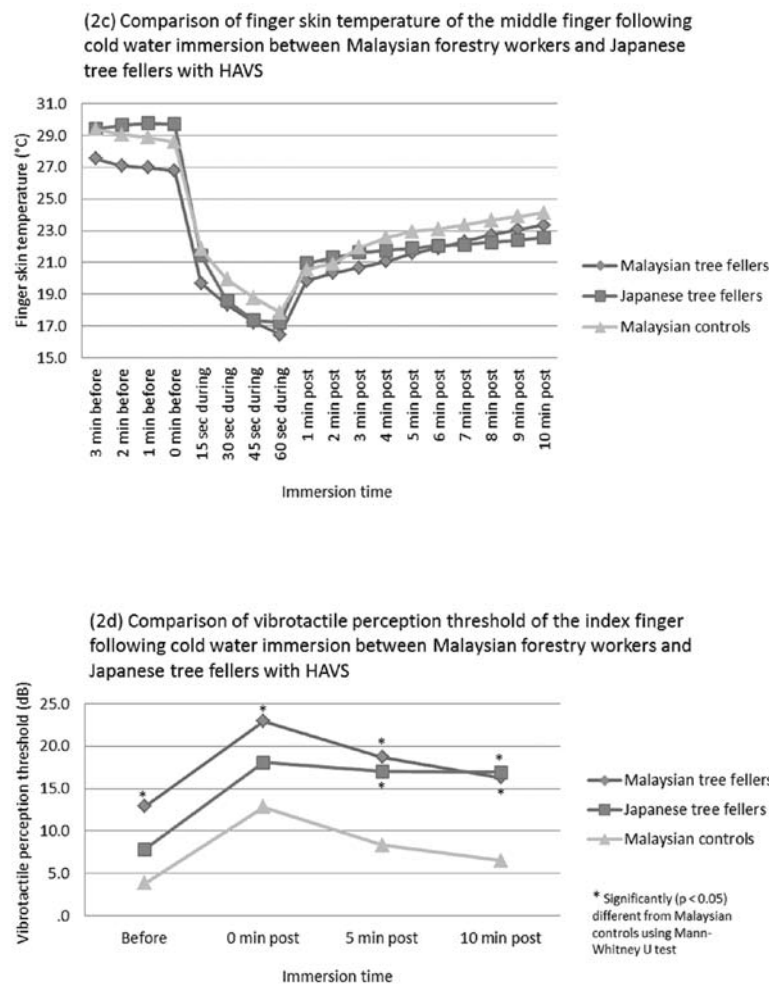 (2c) Comparison of finger skin temperature of the middle finger following
cold water immersion between Malaysian forestry workers and Japanese
tree fellers with HAVS
Finger skin temperature (°C)
31.0
29.0
27.0
25.0
23.0
21.0
19.0
17.0
15.0
3 min before
2 min before
1 min before
0 min before
15 sec during
30 sec during
45 sec during
60 sec during
1 min post
2 min post
3 min post
4 min post
5 min post
6 min post
7 min post
8 min post
9 min post
10 min post
Immersion time
Malaysian tree fellers
Japanese tree fellers
Malaysian controls
(2d) Comparison of vibrotactile perception threshold of the index finger
following cold water immersion between Malaysian forestry workers and
Japanese tree fellers with HAVS
Vibrotactile perception threshold (dB)
25.0
20.0
15.0
10.0
5.0
.0
*
*
*
*
*
*
Before
0 min post
5 min post
10 min post
Immersion time
Malaysian tree fellers
Japanese tree fellers
Malaysian controls
* Significantly (p < 0.05)
different from Malaysian
controls using Mann-
Whitney U test